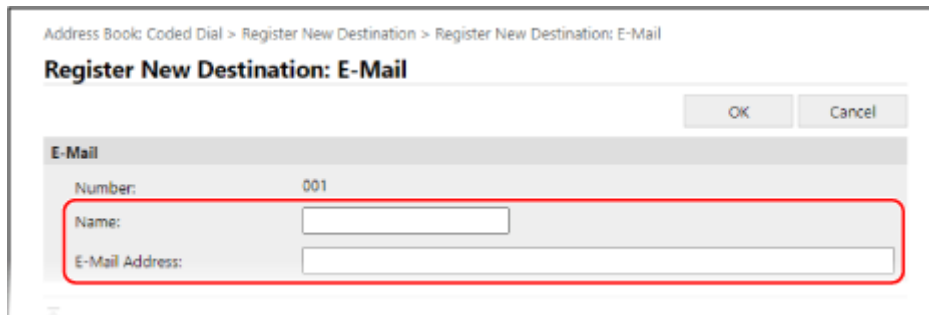 Address Book: Coded Dial > Register New Destination > Register New Destination: E-Mail
Register New Destination: E-Mail
OK Cancel
E-Mail
Number: 001
Name:
E-Mail Address: